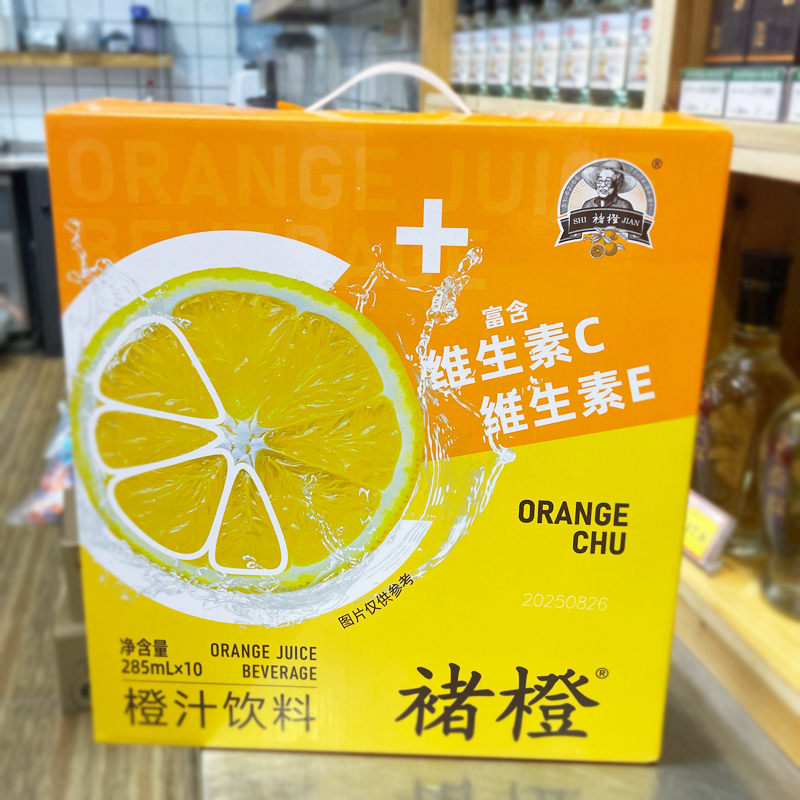 ORANGE JUICE
BEVERAGE
®
SHI 褚橙 JIAN
富含
维生素C
维生素E
ORANGE
CHU
20250826
图片仅供参考
净含量
285mL×10
ORANGE JUICE
BEVERAGE
橙汁饮料
褚橙®